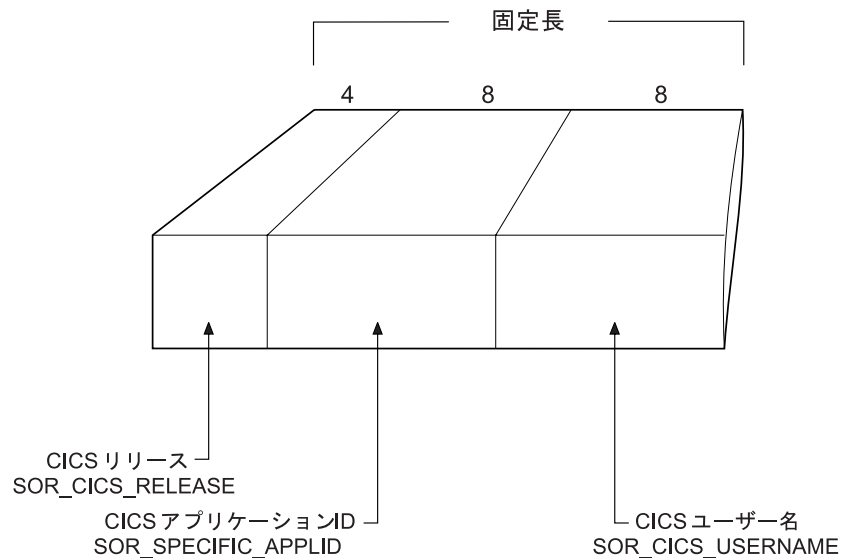 固定長
4 8 8
CICS リリース
SOR_CICS_RELEASE
CICS アプリケーションID
SOR_SPECIFIC_APPLID
CICS ユーザー名
SOR_CICS_USERNAME